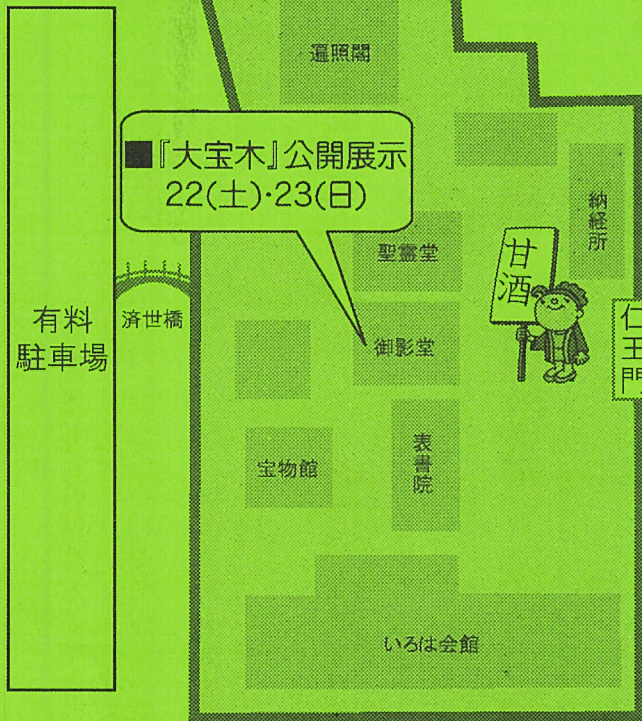 遍照閣
■『大宝木』公開展示
22(土)・23(日)
納経所
聖霊堂
甘酒
有料
駐車場
済世橋
御影堂
仁王門
宝物館
表書院
いろは会館